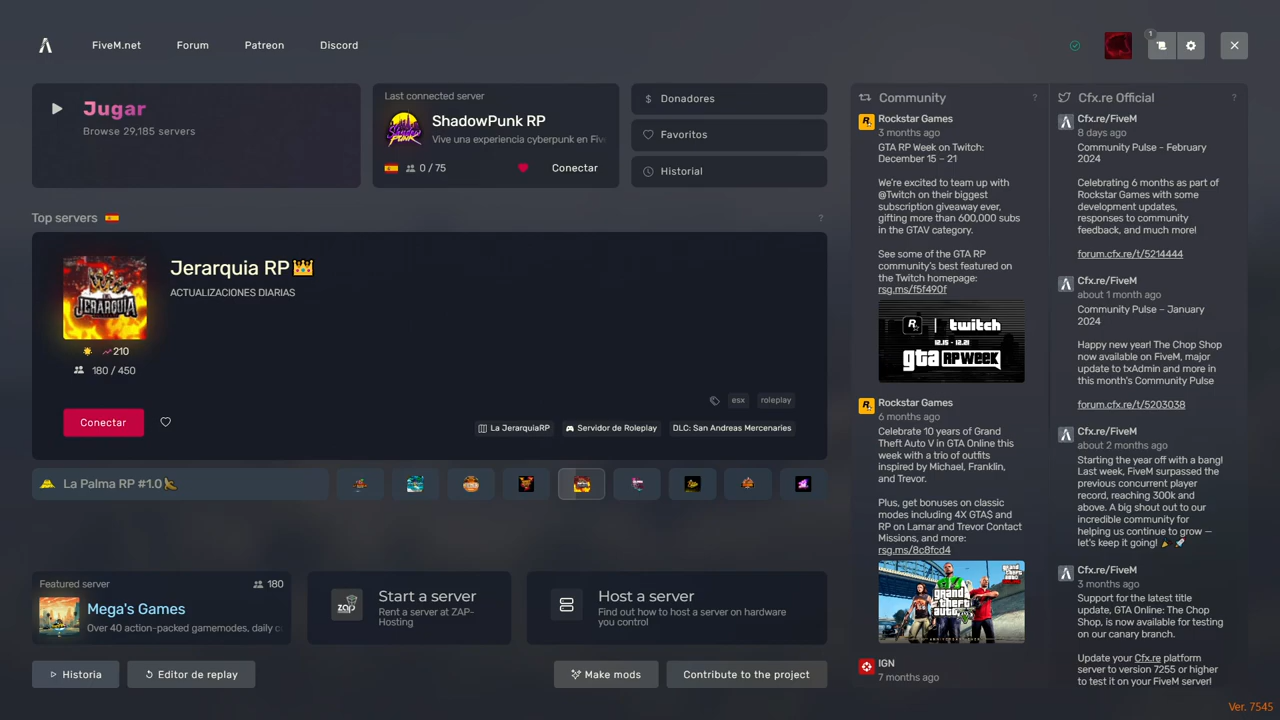 FiveM.net
Forum
Patreon
Discord
1
Jugar
Browse 29,185 servers
Last connected server
ShadowPunk RP
Vive una experiencia cyberpunk en Five
0 / 75
Conectar
$ Donadores
Favoritos
Historial
Top servers
?
JERARQUIA
Jerarquia RP
ACTUALIZACIONES DIARIAS
210
180 / 450
Conectar
esx
roleplay
La JerarquiaRP
Servidor de Roleplay
DLC: San Andreas Mercenaries
La Palma RP #1.0
Featured server
180
Mega's Games
Over 40 action-packed gamemodes, daily c
ZAP
Start a server
Rent a server at ZAP-
Hosting
Host a server
Find out how to host a server on hardware
you control
Historia
Editor de replay
Make mods
Contribute to the project
Community
?
Rockstar Games
3 months ago
GTA RP Week on Twitch:
December 15 – 21
We're excited to team up with
@Twitch on their biggest
subscription giveaway ever,
gifting more than 600,000 subs
in the GTAV category.
See some of the GTA RP
community's best featured on
the Twitch homepage:
rsg.ms/f5f490f
R | twitch
12.15 - 12.21
gta RP WEEK
Rockstar Games
6 months ago
Celebrate 10 years of Grand
Theft Auto V in GTA Online this
week with a trio of outfits
inspired by Michael, Franklin,
and Trevor.
Plus, get bonuses on classic
modes including 4X GTA$ and
RP on Lamar and Trevor Contact
Missions, and more:
rsg.ms/8c8fcd4
grand
theft
auto
ANNIVERSARY
IGN
7 months ago
Cfx.re Official
?
Cfx.re/FiveM
8 days ago
Community Pulse - February
2024
Celebrating 6 months as part of
Rockstar Games with some
development updates,
responses to community
feedback, and much more!
forum.cfx.re/t/5214444
Cfx.re/FiveM
about 1 month ago
Community Pulse – January
2024
Happy new year! The Chop Shop
now available on FiveM, major
update to txAdmin and more in
this month's Community Pulse
forum.cfx.re/t/5203038
Cfx.re/FiveM
about 2 months ago
Starting the year off with a bang!
Last week, FiveM surpassed the
previous concurrent player
record, reaching 300k and
above. A big shout out to our
incredible community for
helping us continue to grow —
let's keep it going!
Cfx.re/FiveM
3 months ago
Support for the latest title
update, GTA Online: The Chop
Shop, is now available for testing
on our canary branch.
Update your Cfx.re platform
server to version 7255 or higher
to test it on your FiveM server!
Ver. 7545